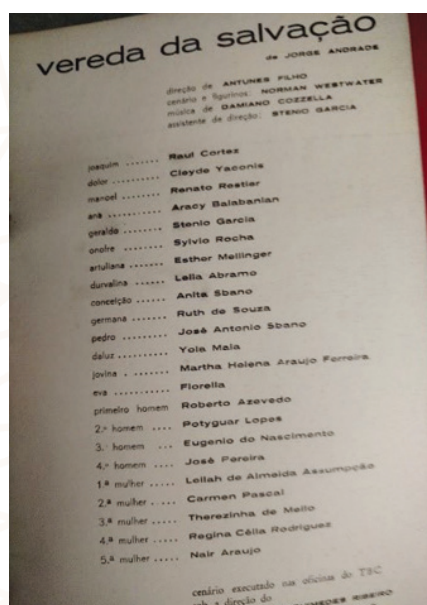 vereda da salvação
de JORGE ANDRADE
direção de ANTUNES FILHO
cenário e figurinos: NORMAN WESTWATER
música de DAMIANO COZZELLA
assistente de direção: STENIO GARCIA
joaquim ....... Raul Cortez
dolor .......... Cleyde Yaconis
manoel ........ Renato Restier
ana ........... Aracy Balabanian
geraldo ....... Stenio Garcia
onofre ........ Sylvio Rocha
artuliana ....... Esther Mellinger
durvalina ...... Lelia Abramo
conceição ...... Anita Sbano
germana ....... Ruth de Souza
pedro ......... José Antonio Sbano
daluz .......... Yola Maia
jovina . ....... Martha Helena Araujo Ferreira
eva ........... Fiorella
primeiro homem Roberto Azevedo
2.º homem .... Potyguar Lopes
3.º homem ... Eugenio do Nascimento
4.º homem .... José Pereira
1.ª mulher ..... Leilah de Almeida Assumpção
2.ª mulher ..... Carmen Pascal
3.ª mulher ..... Therezinha de Mello
4.ª mulher ..... Regina Célia Rodriguez
5.ª mulher ..... Nair Araujo
cenário executado nas oficinas do TBC
sob a direção do
RIBEIRO